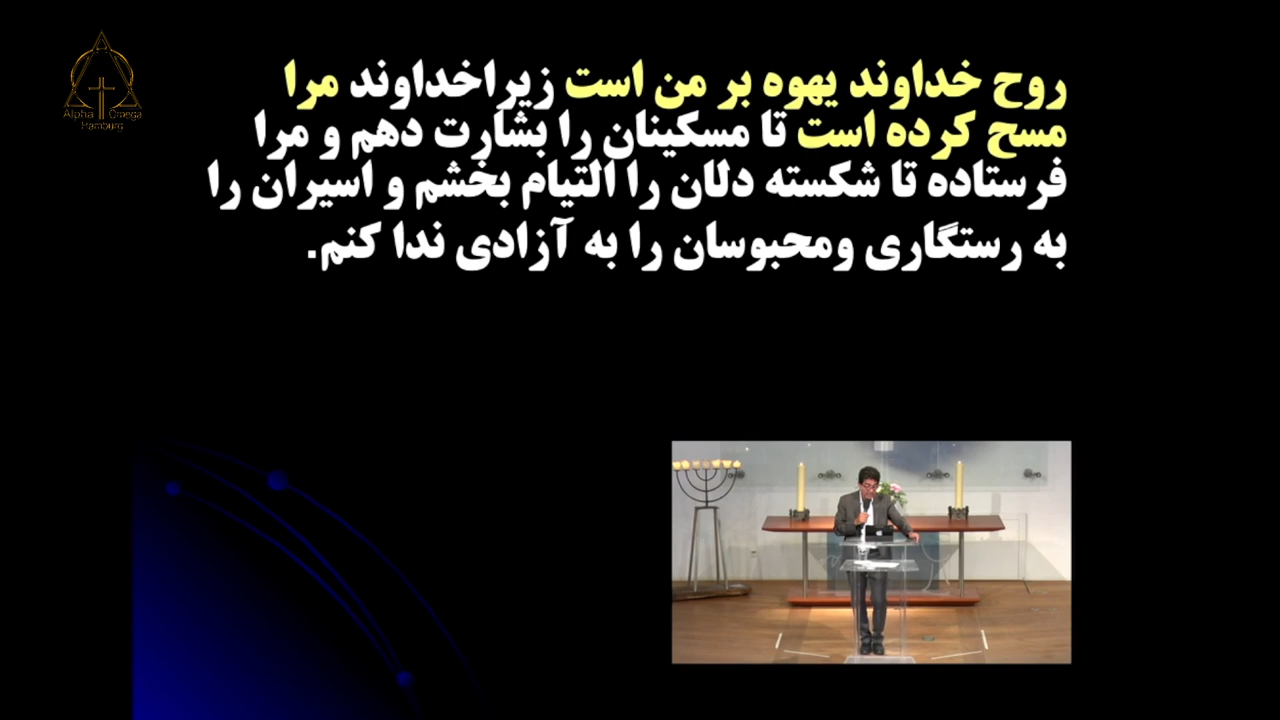 روح خداوند یهوه بر من است زیراخداوند مرا
مسح کرده است تا مسکینان را بشارت دهم و مرا
فرستاده تا شکسته دلان را التیام بخشم و اسیران را
به رستگاری ومحبوسان را به آزادی ندا کنم.
Alpha Omega
Hamburg